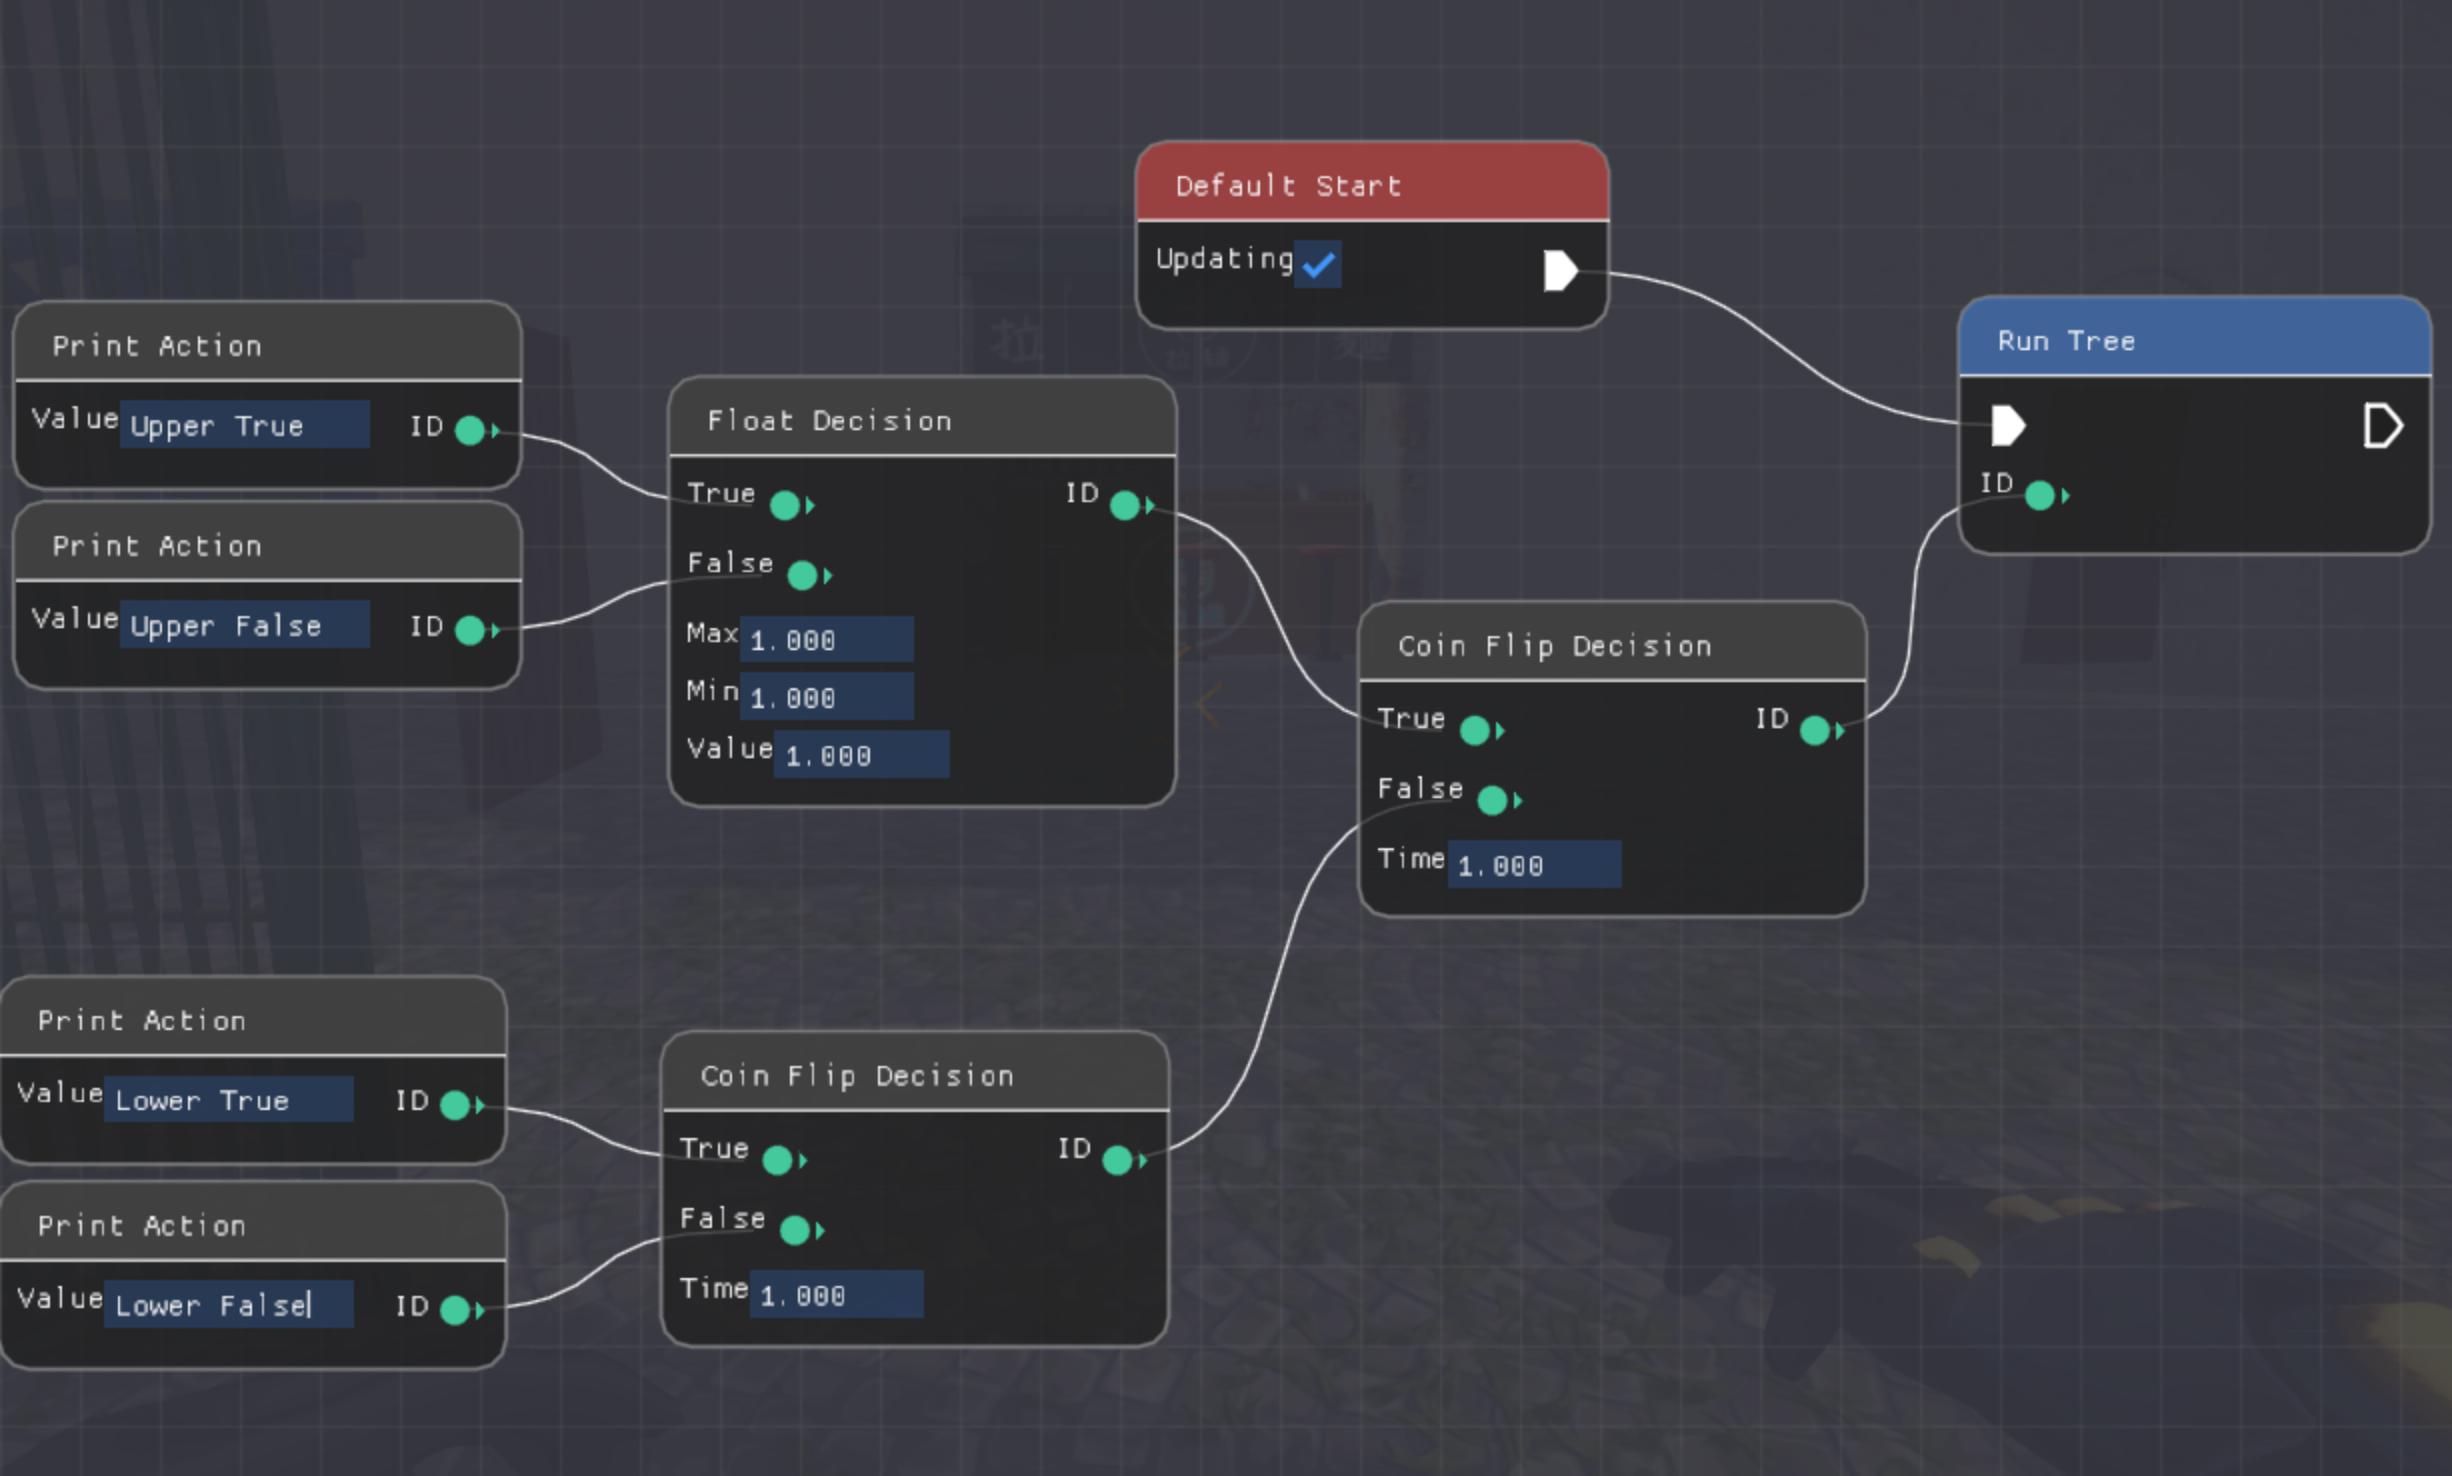 Default Start
Updating
Run Tree
ID
Print Action
Value Upper True ID
Print Action
Value Upper False ID
Float Decision
True ID
False
Max 1.000
Min 1.000
Value 1.000
Coin Flip Decision
True ID
False
Time 1.000
Print Action
Value Lower True ID
Print Action
Value Lower False ID
Coin Flip Decision
True ID
False
Time 1.000
拉